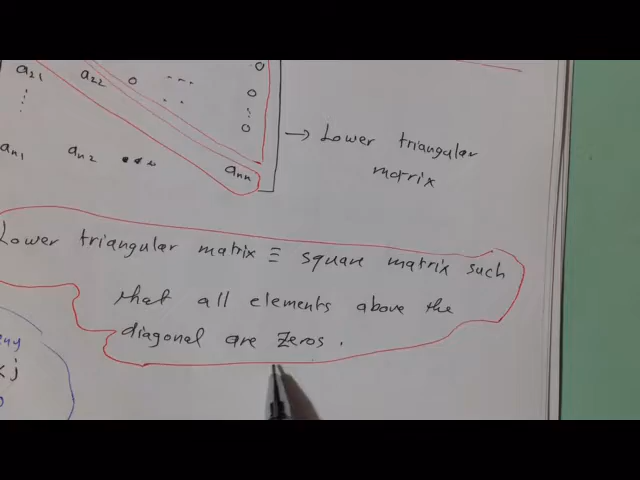 0
a21 a22 0 ...
⋮ .. 0
⋮
0
→ Lower triangular
matrix
an1 an2 ... ann
Lower triangular matrix ≡ square matrix such
that all elements above the
diagonal are zeros.
j